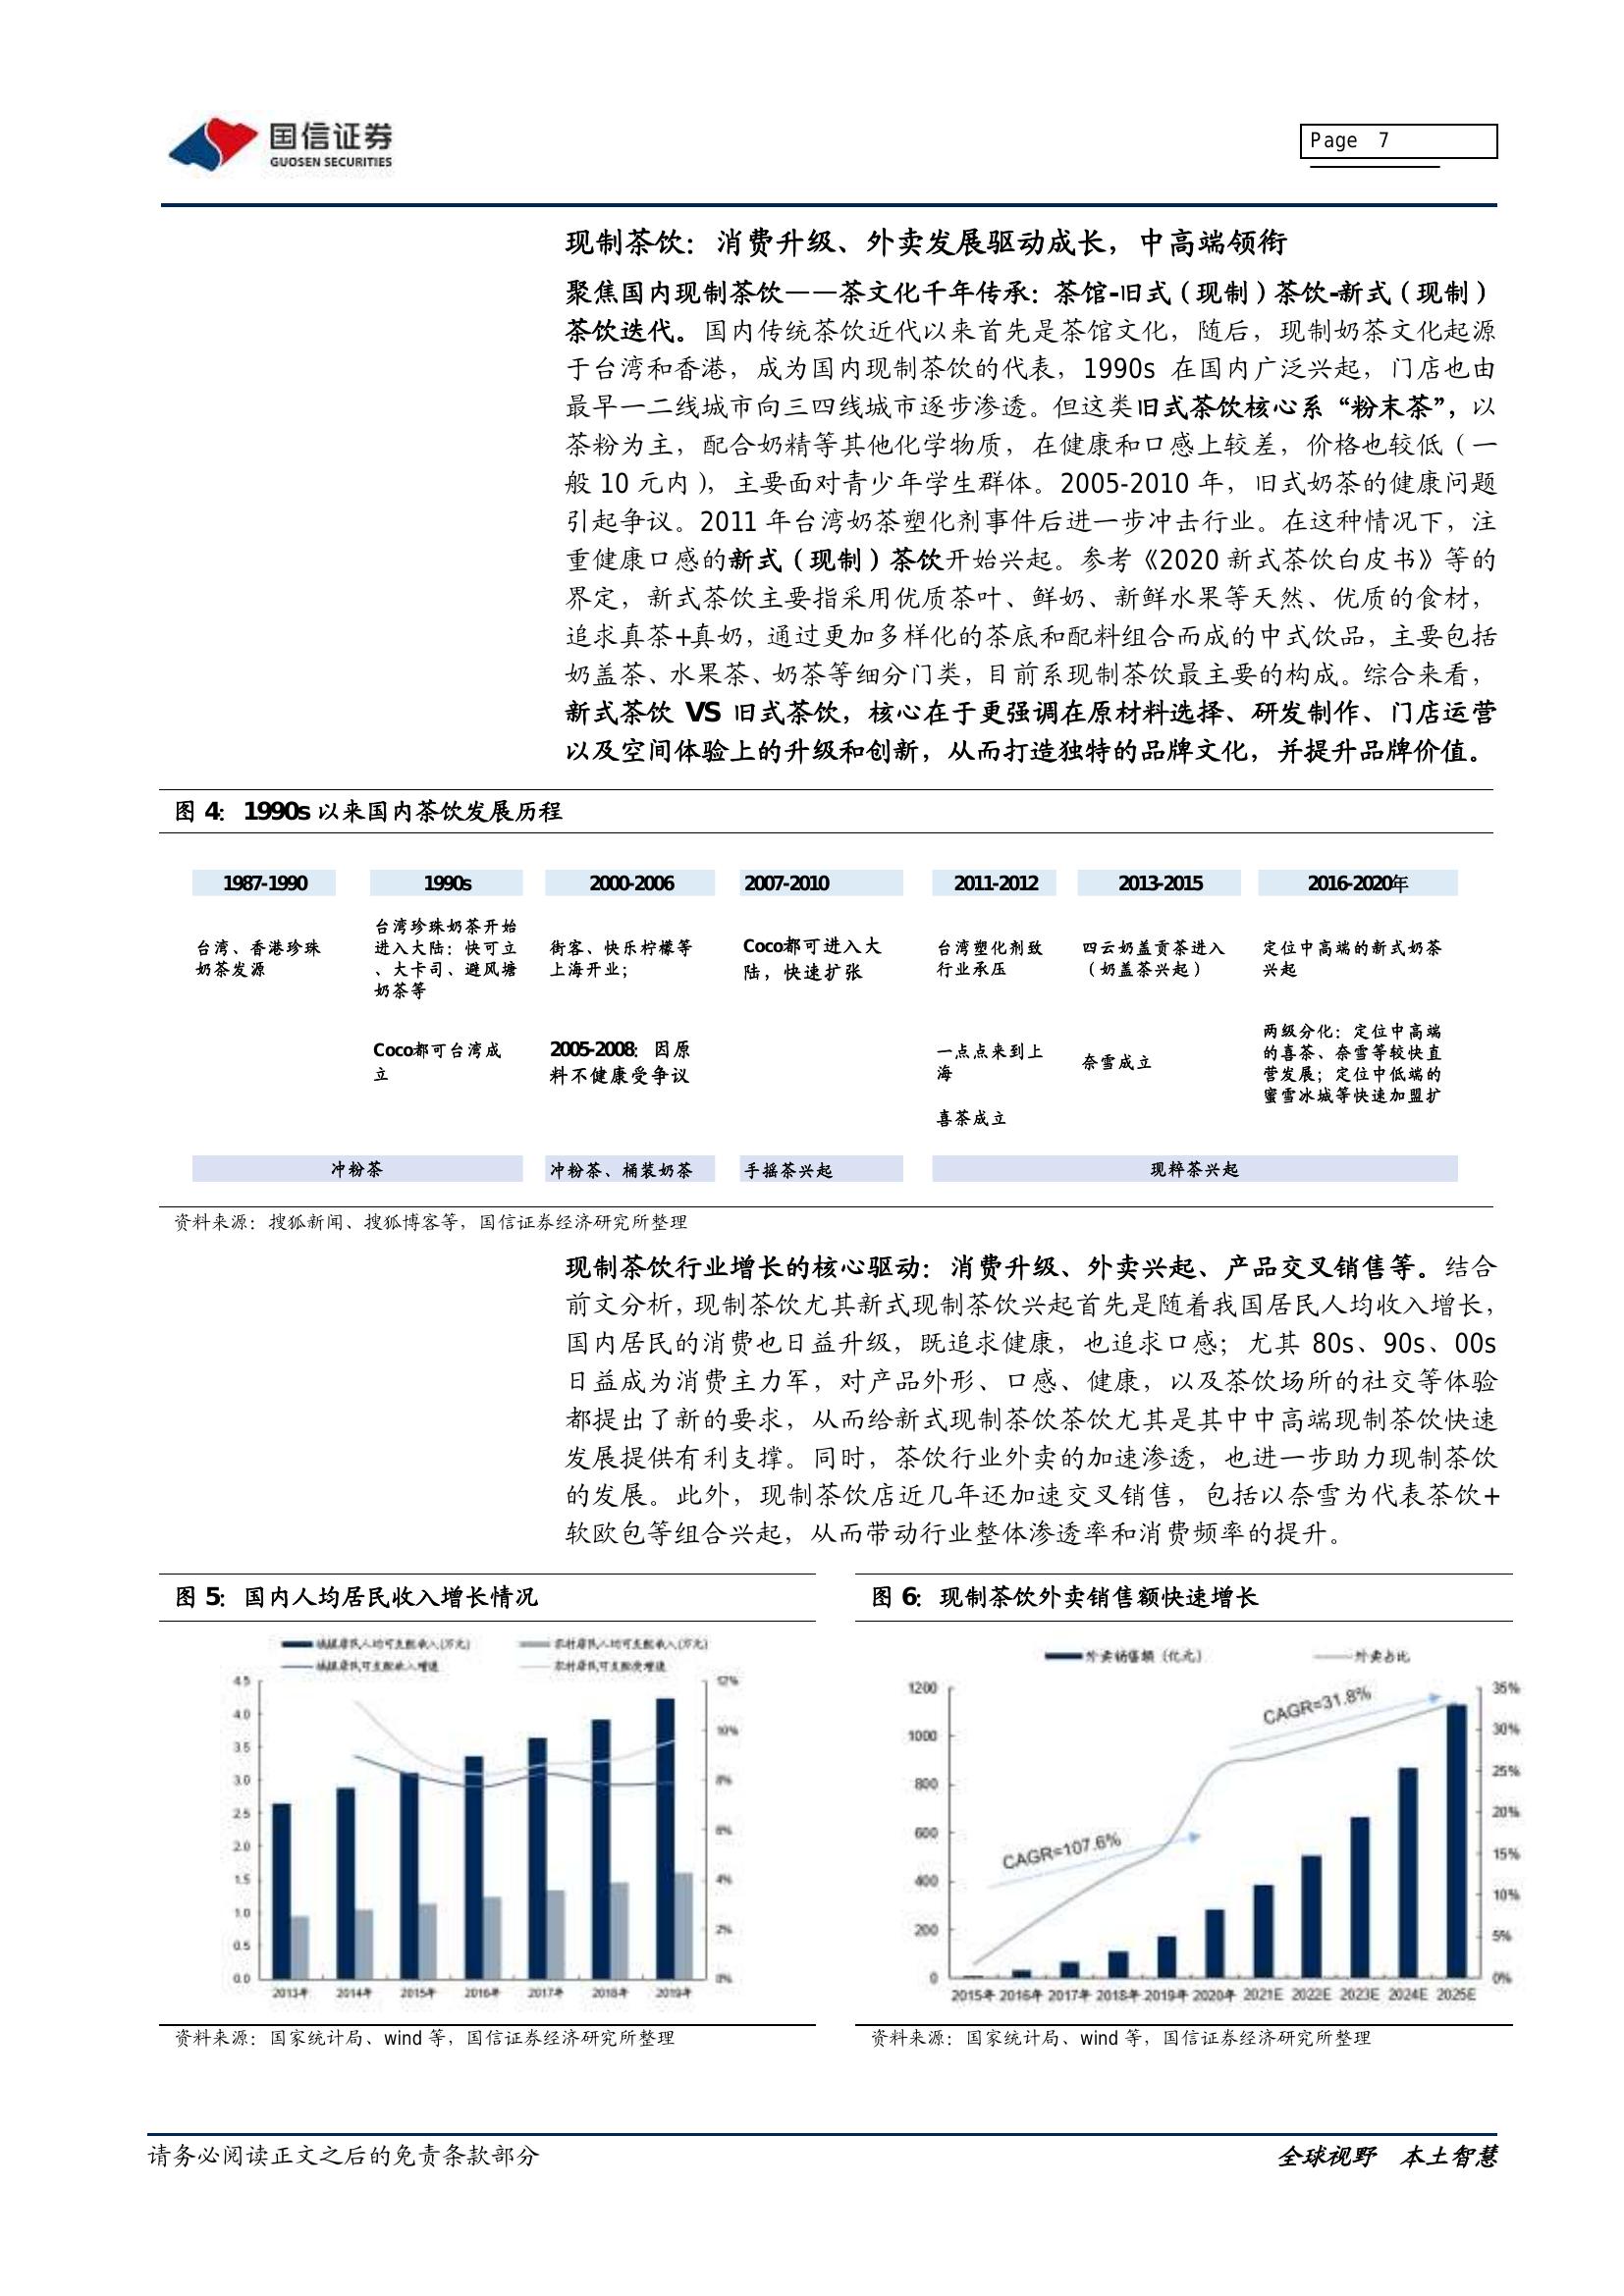 国信证券
GUOSEN SECURITIES
Page 7
现制茶饮：消费升级、外卖发展驱动成长，中高端领衔
聚焦国内现制茶饮——茶文化千年传承：茶馆-旧式（现制）茶饮-新式（现制）
茶饮迭代。国内传统茶饮近代以来首先是茶馆文化，随后，现制奶茶文化起源
于台湾和香港，成为国内现制茶饮的代表，1990s 在国内广泛兴起，门店也由
最早一二线城市向三四线城市逐步渗透。但这类旧式茶饮核心系“粉末茶”，以
茶粉为主，配合奶精等其他化学物质，在健康和口感上较差，价格也较低（一
般 10 元内），主要面对青少年学生群体。2005-2010 年，旧式奶茶的健康问题
引起争议。2011 年台湾奶茶塑化剂事件后进一步冲击行业。在这种情况下，注
重健康口感的新式（现制）茶饮开始兴起。参考《2020 新式茶饮白皮书》等的
界定，新式茶饮主要指采用优质茶叶、鲜奶、新鲜水果等天然、优质的食材，
追求真茶+真奶，通过更加多样化的茶底和配料组合而成的中式饮品，主要包括
奶盖茶、水果茶、奶茶等细分门类，目前系现制茶饮最主要的构成。综合来看，
新式茶饮 VS 旧式茶饮，核心在于更强调在原材料选择、研发制作、门店运营
以及空间体验上的升级和创新，从而打造独特的品牌文化，并提升品牌价值。
图 4：1990s 以来国内茶饮发展历程
1987-1990
1990s
2000-2006
2007-2010
2011-2012
2013-2015
2016-2020年
台湾、香港珍珠
奶茶发源
台湾珍珠奶茶开始
进入大陆：快可立
、大卡司、避风塘
奶茶等
街客、快乐柠檬等
上海开业；
Coco都可进入大
陆，快速扩张
台湾塑化剂致
行业承压
四云奶盖贡茶进入
（奶盖茶兴起）
定位中高端的新式奶茶
兴起
Coco都可台湾成
立
2005-2008：因原
料不健康受争议
一点点来到上
海
喜茶成立
奈雪成立
两级分化：定位中高端
的喜茶、奈雪等较快直
营发展；定位中低端的
蜜雪冰城等快速加盟扩
冲粉茶
冲粉茶、桶装奶茶
手摇茶兴起
现粹茶兴起
资料来源：搜狐新闻、搜狐博客等，国信证券经济研究所整理
现制茶饮行业增长的核心驱动：消费升级、外卖兴起、产品交叉销售等。结合
前文分析，现制茶饮尤其新式现制茶饮兴起首先是随着我国居民人均收入增长，
国内居民的消费也日益升级，既追求健康，也追求口感；尤其 80s、90s、00s
日益成为消费主力军，对产品外形、口感、健康，以及茶饮场所的社交等体验
都提出了新的要求，从而给新式现制茶饮茶饮尤其是其中中高端现制茶饮快速
发展提供有利支撑。同时，茶饮行业外卖的加速渗透，也进一步助力现制茶饮
的发展。此外，现制茶饮店近几年还加速交叉销售，包括以奈雪为代表茶饮+
软欧包等组合兴起，从而带动行业整体渗透率和消费频率的提升。
图 5：国内人均居民收入增长情况
城镇居民人均可支配收入(万元)
农村居民人均可支配收入(万元)
城镇居民可支配收入增速
农村居民可支配收入增速
4.5
4.0
3.5
3.0
2.5
2.0
1.5
1.0
0.5
0.0
12%
10%
8%
6%
4%
2%
0%
2013年 2014年 2015年 2016年 2017年 2018年 2019年
资料来源：国家统计局、wind 等，国信证券经济研究所整理
图 6：现制茶饮外卖销售额快速增长
外卖销售额（亿元）
外卖占比
1200
1000
800
600
400
200
0
35%
30%
25%
20%
15%
10%
5%
0%
CAGR=31.8%
CAGR=107.6%
2015年 2016年 2017年 2018年 2019年 2020年 2021E 2022E 2023E 2024E 2025E
资料来源：国家统计局、wind 等，国信证券经济研究所整理
请务必阅读正文之后的免责条款部分
全球视野 本土智慧